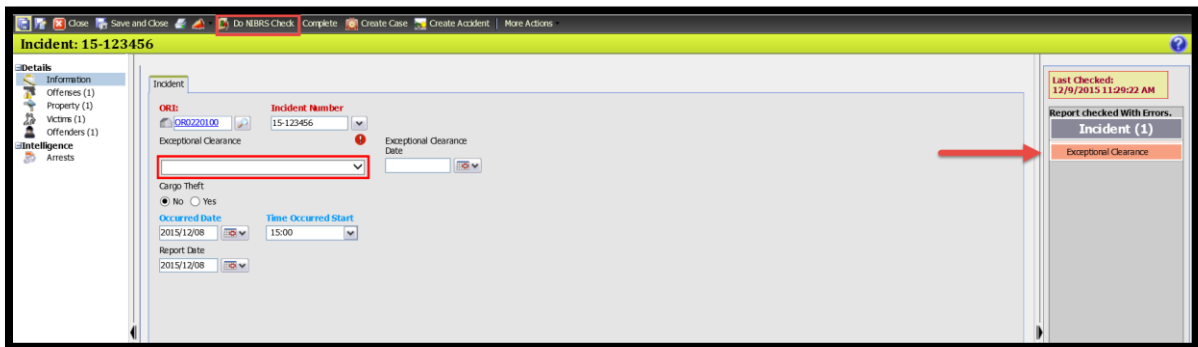 Close Save and Close Do NIBRS Check Complete Create Case Create Accident | More Actions
Incident: 15-123456
Details
Information
Offenses (1)
Property (1)
Victims (1)
Offenders (1)
Intelligence
Arrests
Incident
ORI: Incident Number
OR0220100 15-123456
Exceptional Clearance Exceptional Clearance
Date
Cargo Theft
No Yes
Occurred Date Time Occurred Start
2015/12/08 15:00
Report Date
2015/12/08
Last Checked:
12/9/2015 11:29:22 AM
Report checked With Errors.
Incident (1)
Exceptional Clearance